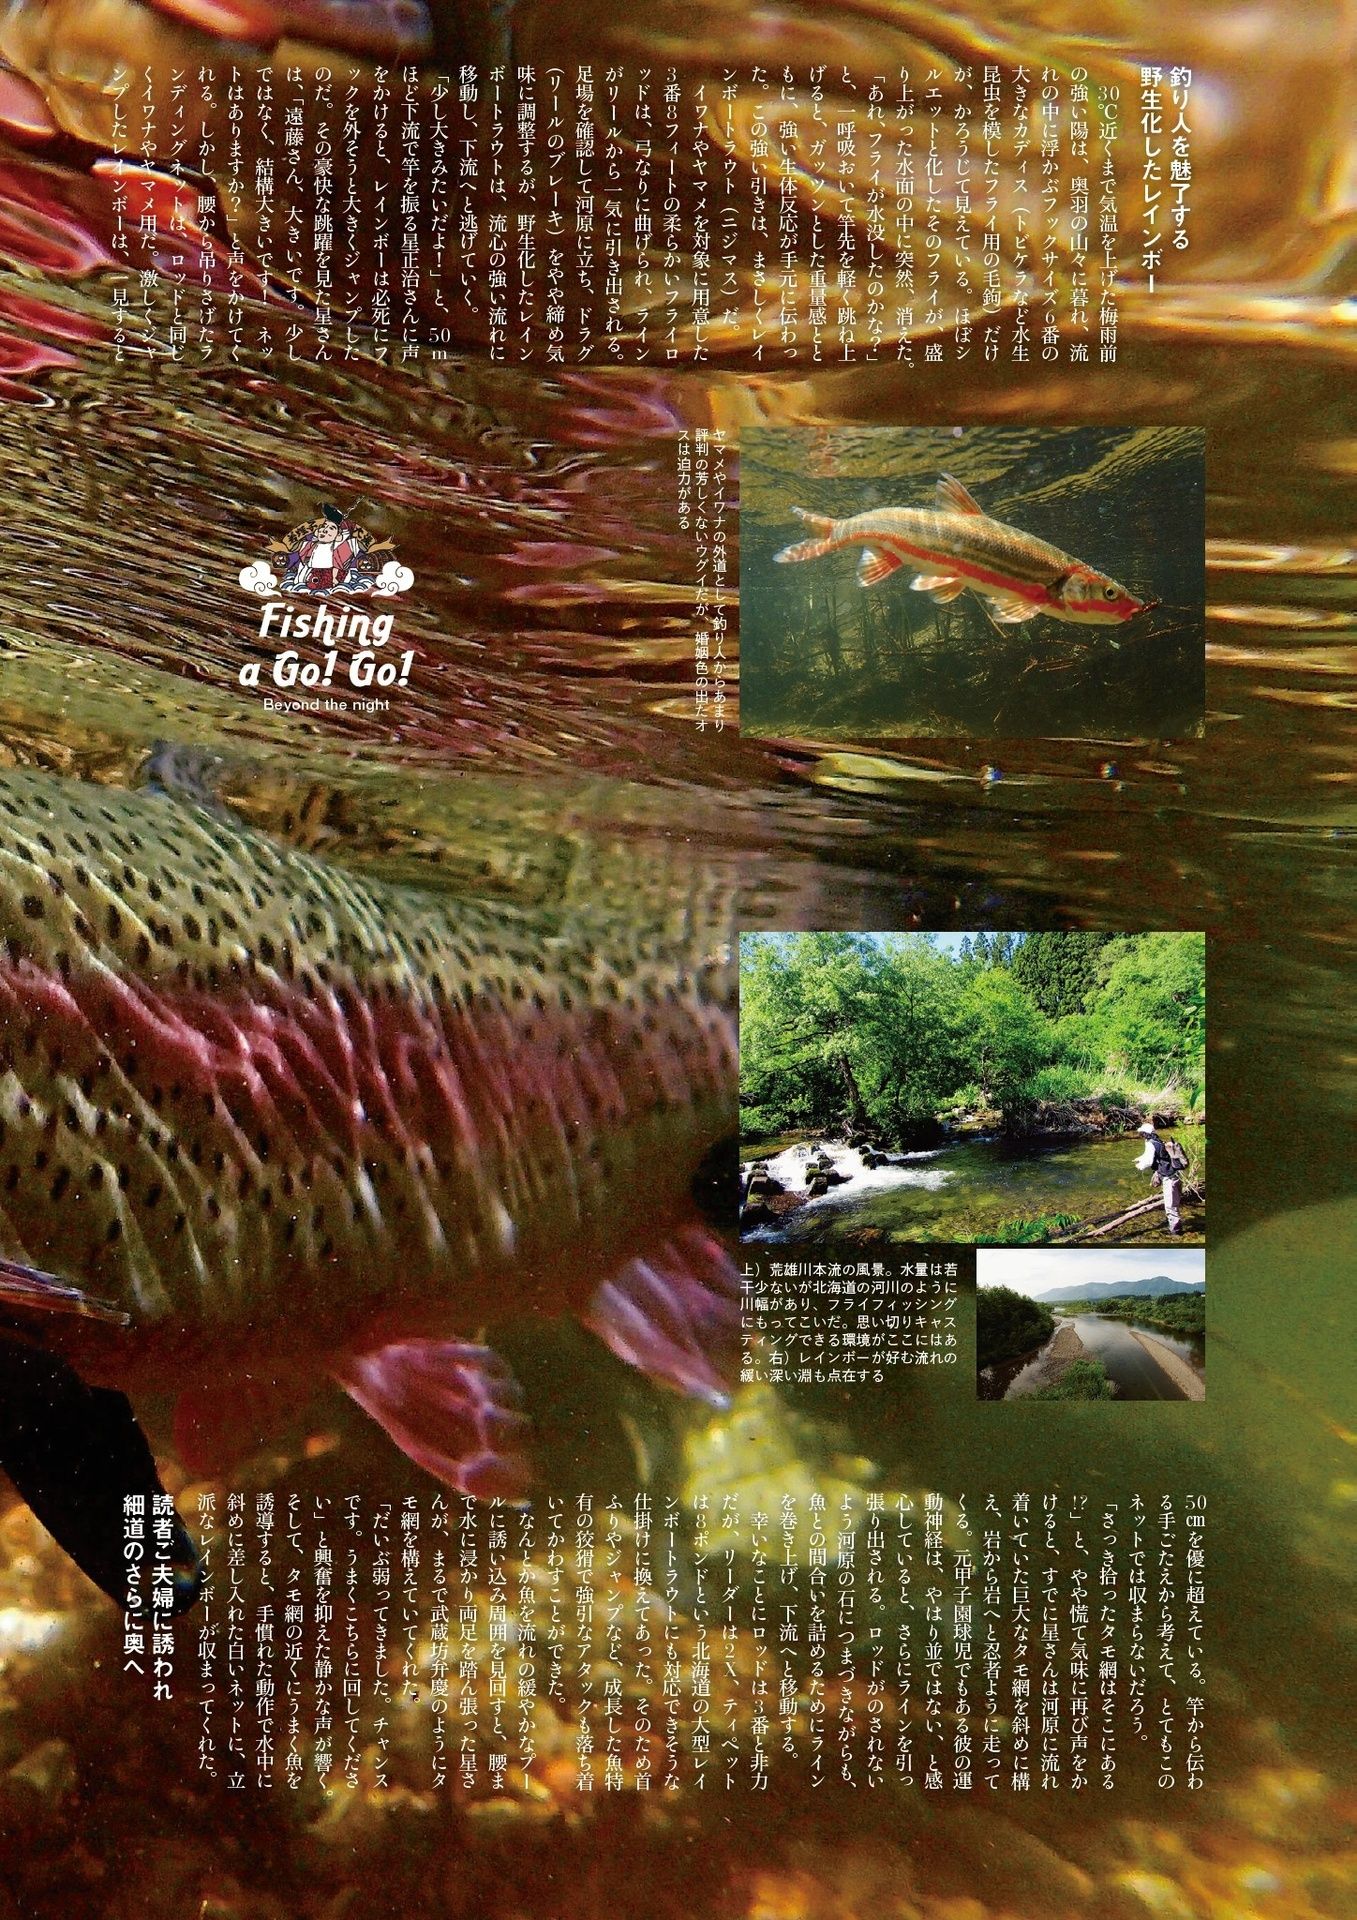 釣り人を魅了する
野生化したレインボー
30℃近くまで気温を上げた梅雨前
の強い陽は、奥羽の山々に暮れ、流
れの中に浮かぶフックサイズ6番の
大きなカディス（トビケラなど水生
昆虫を模したフライ用の毛鉤）だけ
が、かろうじて見えている。ほぼシ
ルエットと化したそのフライが、盛
り上がった水面の中に突然、消えた。
「あれ、フライが水没したのかな？」
と、一呼吸おいて竿先を軽く跳ね上
げると、ガッツンとした重量感とと
もに、強い生体反応が手元に伝わっ
た。この強い引きは、まさしくレイ
ンボートラウト（ニジマス）だ。
イワナやヤマメを対象に用意した
3番8フィートの柔らかいフライロ
ッドは、弓なりに曲げられ、ライン
がリールから一気に引き出される。
足場を確認して河原に立ち、ドラグ
（リールのブレーキ）をやや締め気
味に調整するが、野生化したレイン
ボートラウトは、流心の強い流れに
移動し、下流へと逃げていく。
「少し大きみたいだよ！」と、50m
ほど下流で竿を振る星正治さんに声
をかけると、レインボーは必死にフ
ックを外そうと大きくジャンプした
のだ。その豪快な跳躍を見た星さん
は、「遠藤さん、大きいです。少し
ではなく、結構大きいです！ ネッ
トはありますか？」と声をかけてく
れる。しかし、腰から吊りさげたラ
ンディングネットは、ロッドと同じ
くイワナやヤマメ用だ。激しくジャ
ンプしたレインボーは、一見すると
ヤマメやイワナの外道として釣り人からあまり
評判の芳しくないウグイだが、婚姻色の出たオ
スは迫力がある
Fishing
a Go! Go!
Beyond the night
上）荒雄川本流の風景。水量は若
干少ないが北海道の河川のように
川幅があり、フライフィッシング
にもってこいだ。思い切りキャス
ティングできる環境がここにはあ
る。右）レインボーが好む流れの
緩い深い淵も点在する
50㎝を優に超えている。竿から伝わ
る手ごたえから考えて、とてもこの
ネットでは収まらないだろう。
「さっき拾ったタモ網はそこにある
!?」と、やや慌て気味に再び声をか
けると、すでに星さんは河原に流れ
着いていた巨大なタモ網を斜めに構
え、岩から岩へと忍者ように走って
くる。元甲子園球児でもある彼の運
動神経は、やはり並ではない、と感
心していると、さらにラインを引っ
張り出される。ロッドがのされない
よう河原の石につまづきながらも、
魚との間合いを詰めるためにライン
を巻き上げ、下流へと移動する。
幸いなことにロッドは3番と非力
だが、リーダーは2X、ティペット
は8ポンドという北海道の大型レイ
ンボートラウトにも対応できそうな
仕掛けに換えてあった。そのため首
ふりやジャンプなど、成長した魚特
有の狡猾で強引なアタックも落ち着
いてかわすことができた。
なんとか魚を流れの緩やかなプー
ルに誘い込み周囲を見回すと、腰ま
で水に浸かり両足を踏ん張った星さ
んが、まるで武蔵坊弁慶のようにタ
モ網を構えていてくれた。
「だいぶ弱ってきました。チャンス
です。うまくこちらに回してくださ
い」と興奮を抑えた静かな声が響く。
そして、タモ網の近くにうまく魚を
誘導すると、手慣れた動作で水中に
斜めに差し入れた白いネットに、立
派なレインボーが収まってくれた。
読者ご夫婦に誘われ
細道のさらに奥へ